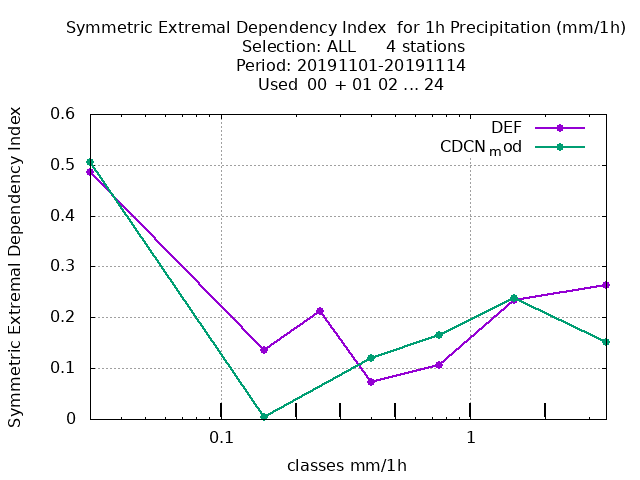 Symmetric Extremal Dependency Index  for 1h Precipitation (mm/1h)
Selection: ALL      4 stations
Period: 20191101-20191114
Used  00  + 01 02 ... 24
Symmetric Extremal Dependency Index
0.6
0.5
0.4
0.3
0.2
0.1
0
DEF
CDCNmod
0.1
1
classes mm/1h